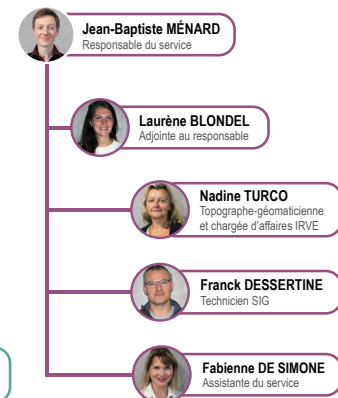 Jean-Baptiste MÉNARD
Responsable du service
Laurène BLONDEL
Adjointe au responsable
Nadine TURCO
Topographe-géomaticienne
et chargée d'affaires IRVE
Franck DESSERTINE
Technicien SIG
Fabienne DE SIMONE
Assistante du service